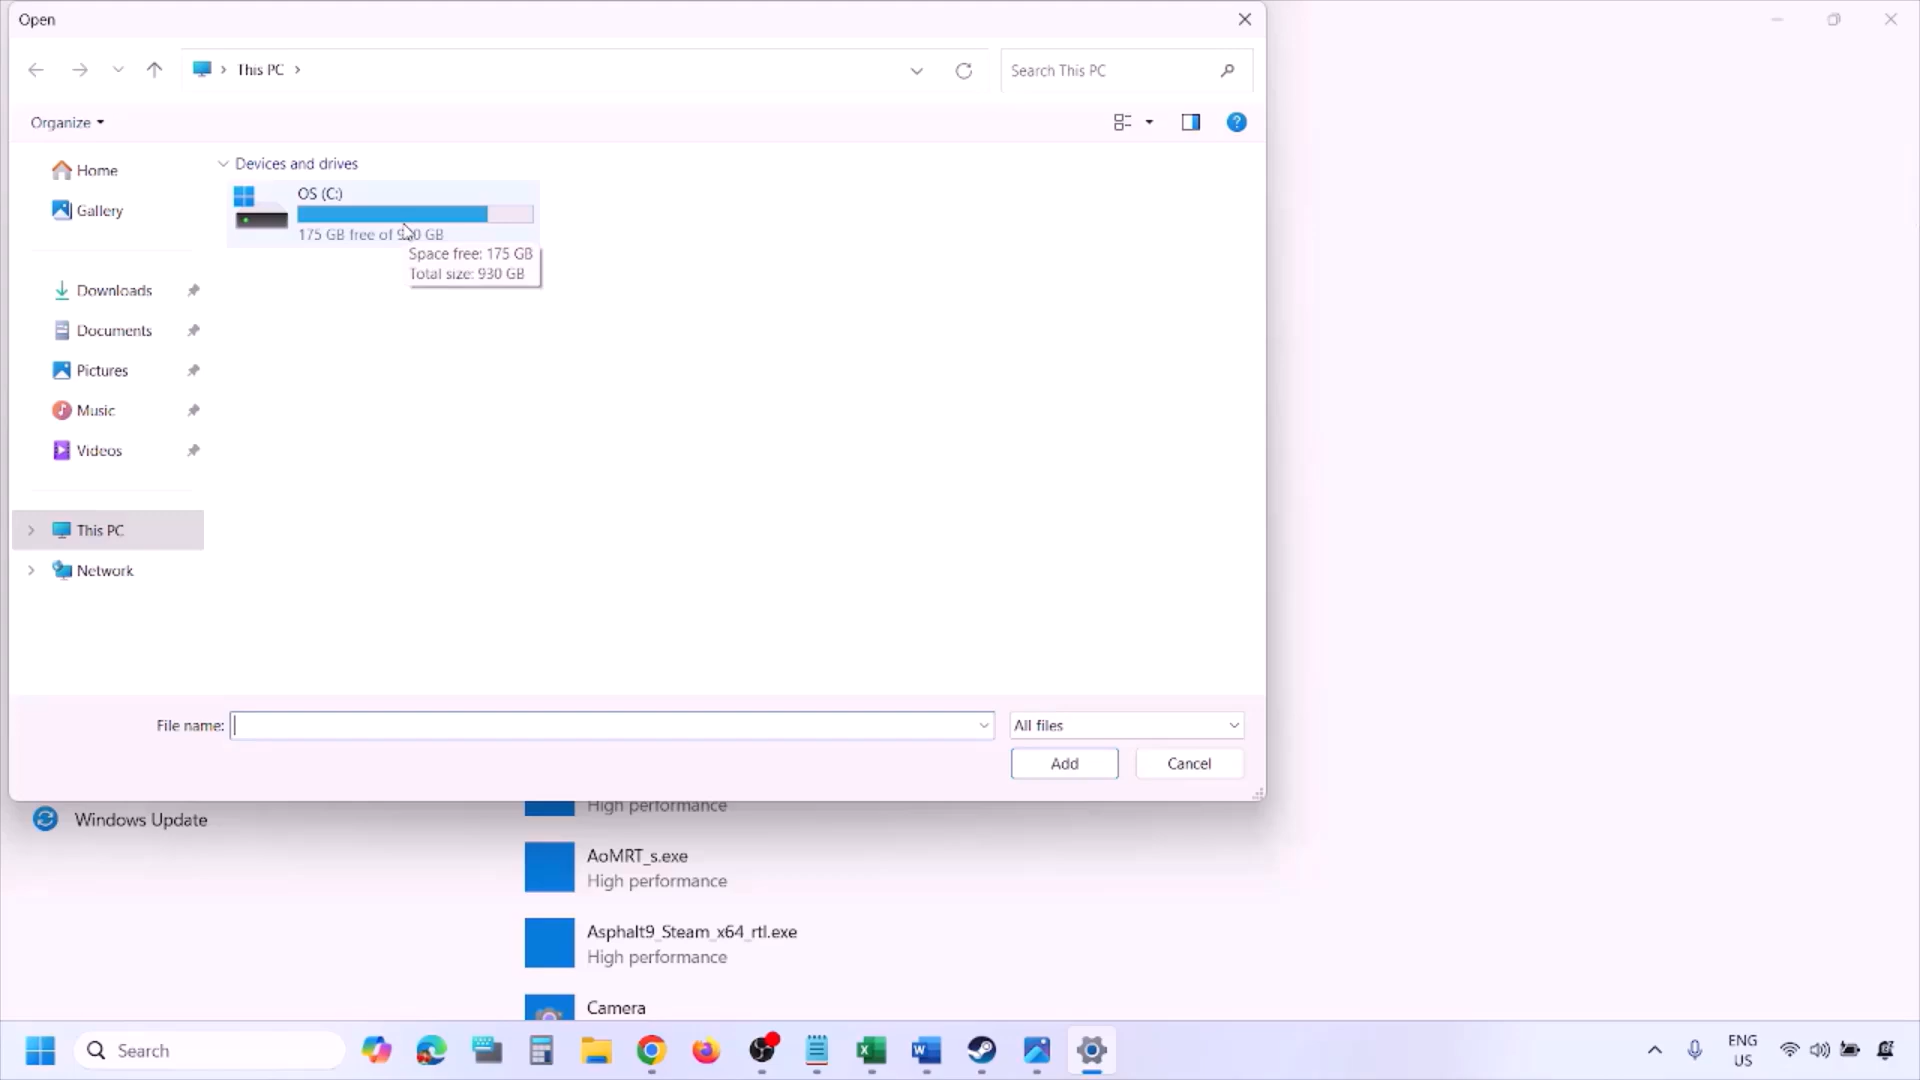 Open
This PC
Search This PC
Organize
Home
Gallery
Downloads
Documents
Pictures
Music
Videos
This PC
Network
Devices and drives
OS (C:)
175 GB free of 930 GB
Space free: 175 GB
Total size: 930 GB
File name:
All files
Add
Cancel
Windows Update
High performance
AoMRT_s.exe
High performance
Asphalt9_Steam_x64_rtl.exe
High performance
Camera
Search
ENG
US